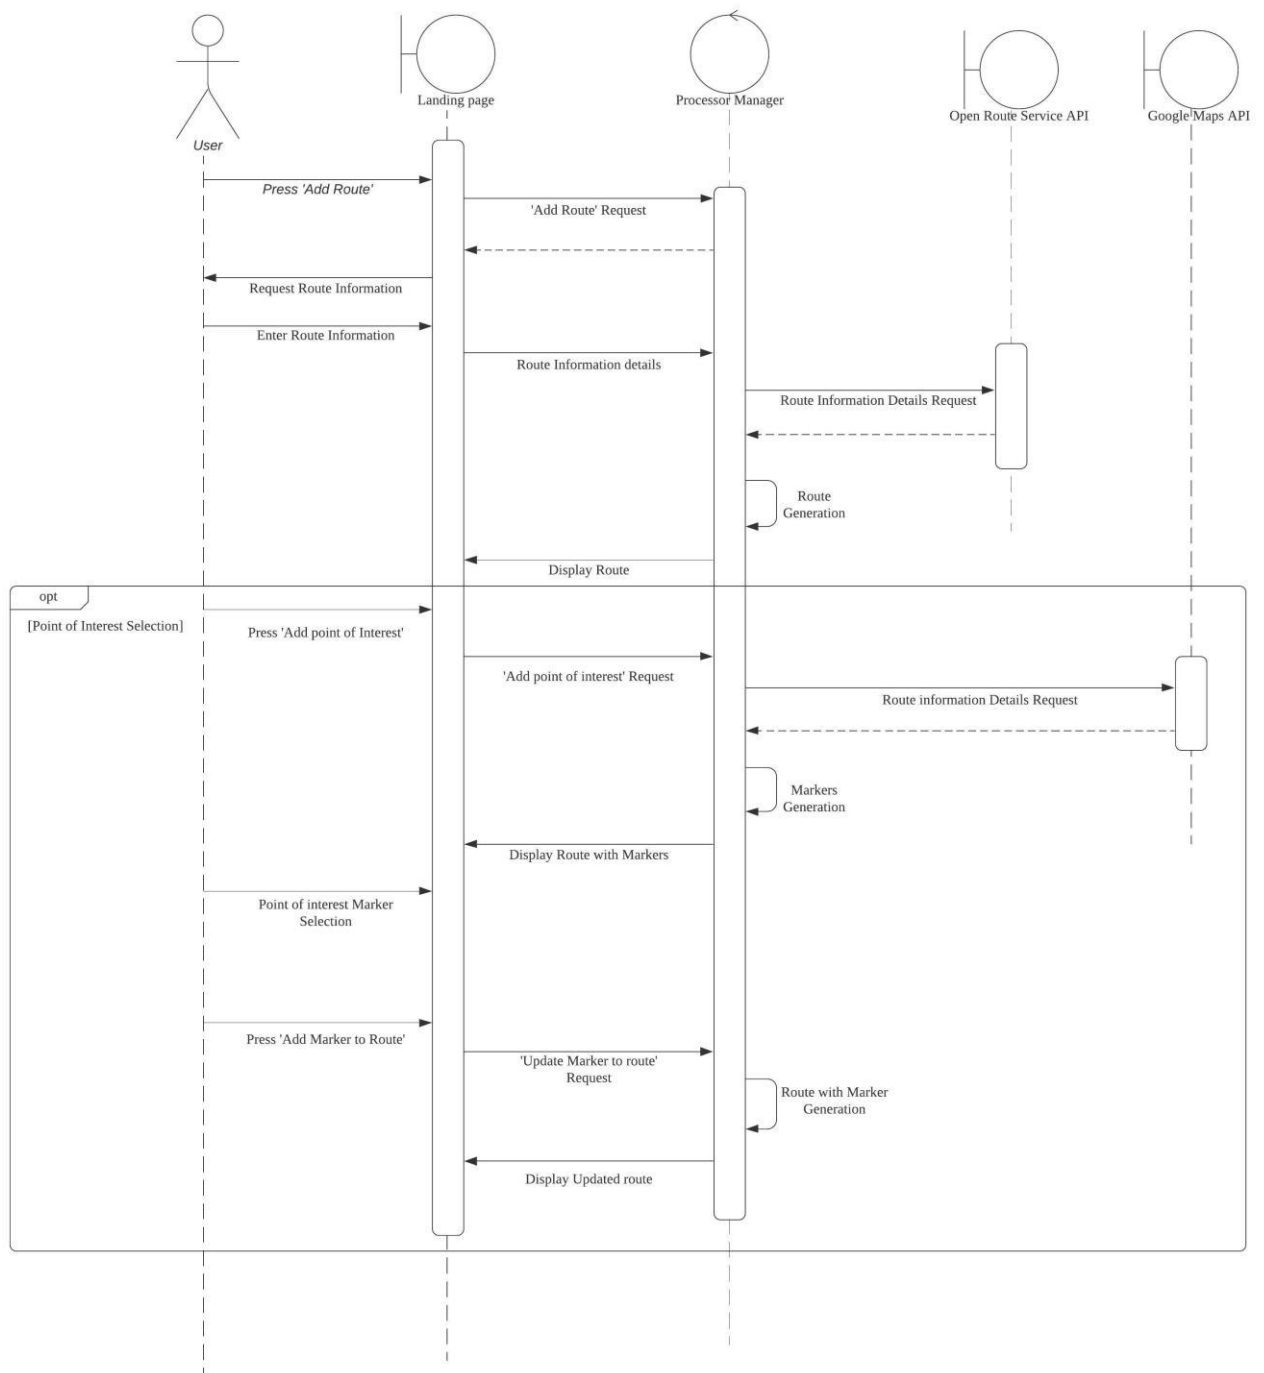 Landing page
Processor Manager
Open Route Service API
Google Maps API
User
Press 'Add Route'
'Add Route' Request
Request Route Information
Enter Route Information
Route Information details
Route Information Details Request
Route
Generation
Display Route
opt
[Point of Interest Selection]
Press 'Add point of Interest'
'Add point of interest' Request
Route information Details Request
Markers
Generation
Display Route with Markers
Point of interest Marker
Selection
Press 'Add Marker to Route'
'Update Marker to route'
Request
Route with Marker
Generation
Display Updated route